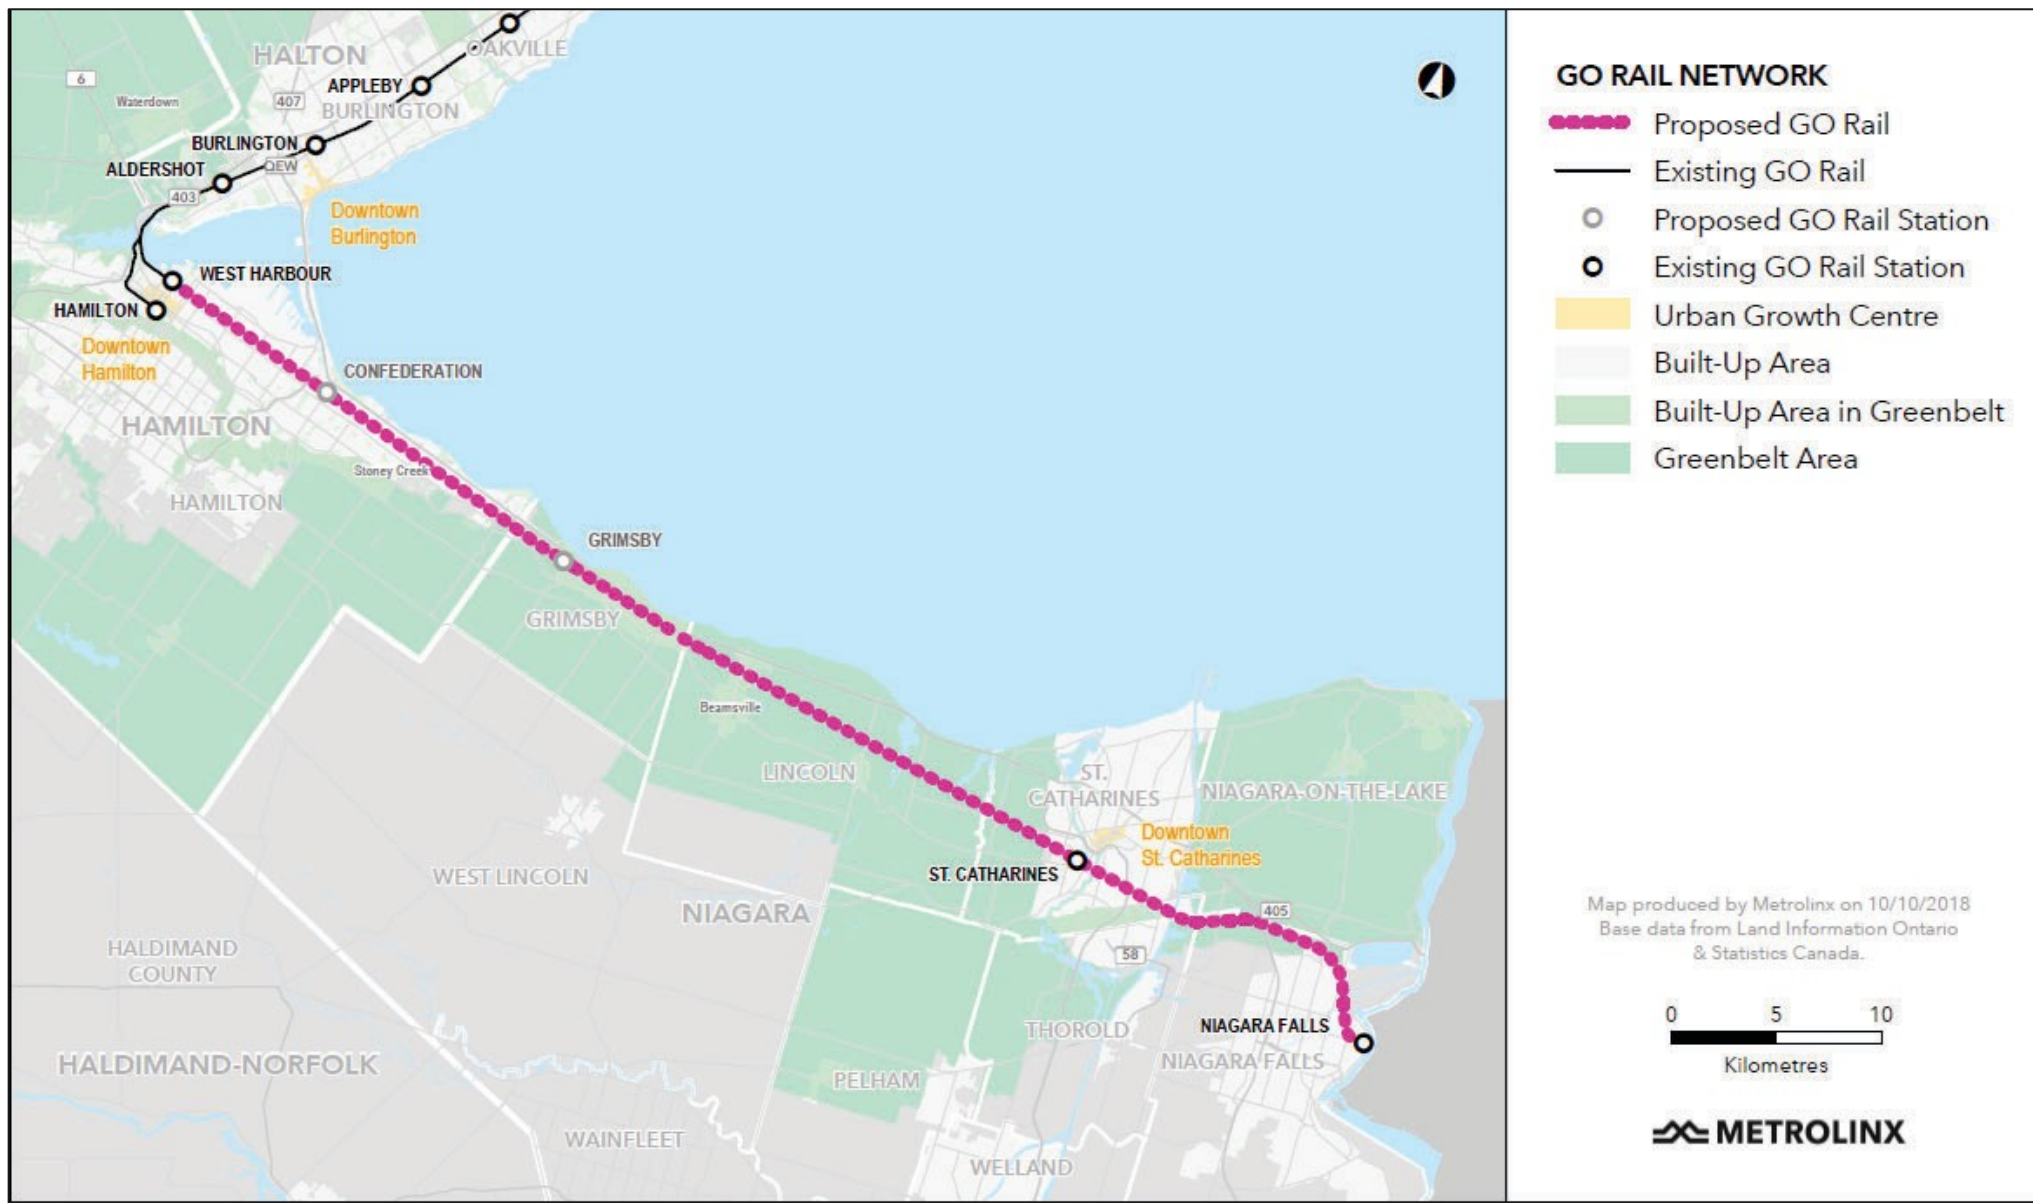 OAKVILLE
HALTON
6
APPLEBY
Waterdown
407
BURLINGTON
BURLINGTON
QEW
ALDERSHOT
403
Downtown
Burlington
WEST HARBOUR
HAMILTON
Downtown
Hamilton
CONFEDERATION
HAMILTON
Stoney Creek
HAMILTON
GRIMSBY
GRIMSBY
Beamsville
LINCOLN
ST.
CATHARINES
NIAGARA-ON-THE-LAKE
Downtown
St. Catharines
ST. CATHARINES
WEST LINCOLN
NIAGARA
405
HALDIMAND
COUNTY
58
THOROLD
NIAGARA FALLS
NIAGARA FALLS
HALDIMAND-NORFOLK
PELHAM
WAINFLEET
WELLAND
GO RAIL NETWORK
Proposed GO Rail
Existing GO Rail
Proposed GO Rail Station
Existing GO Rail Station
Urban Growth Centre
Built-Up Area
Built-Up Area in Greenbelt
Greenbelt Area
Map produced by Metrolinx on 10/10/2018
Base data from Land Information Ontario
& Statistics Canada.
0 5 10
Kilometres
METROLINX